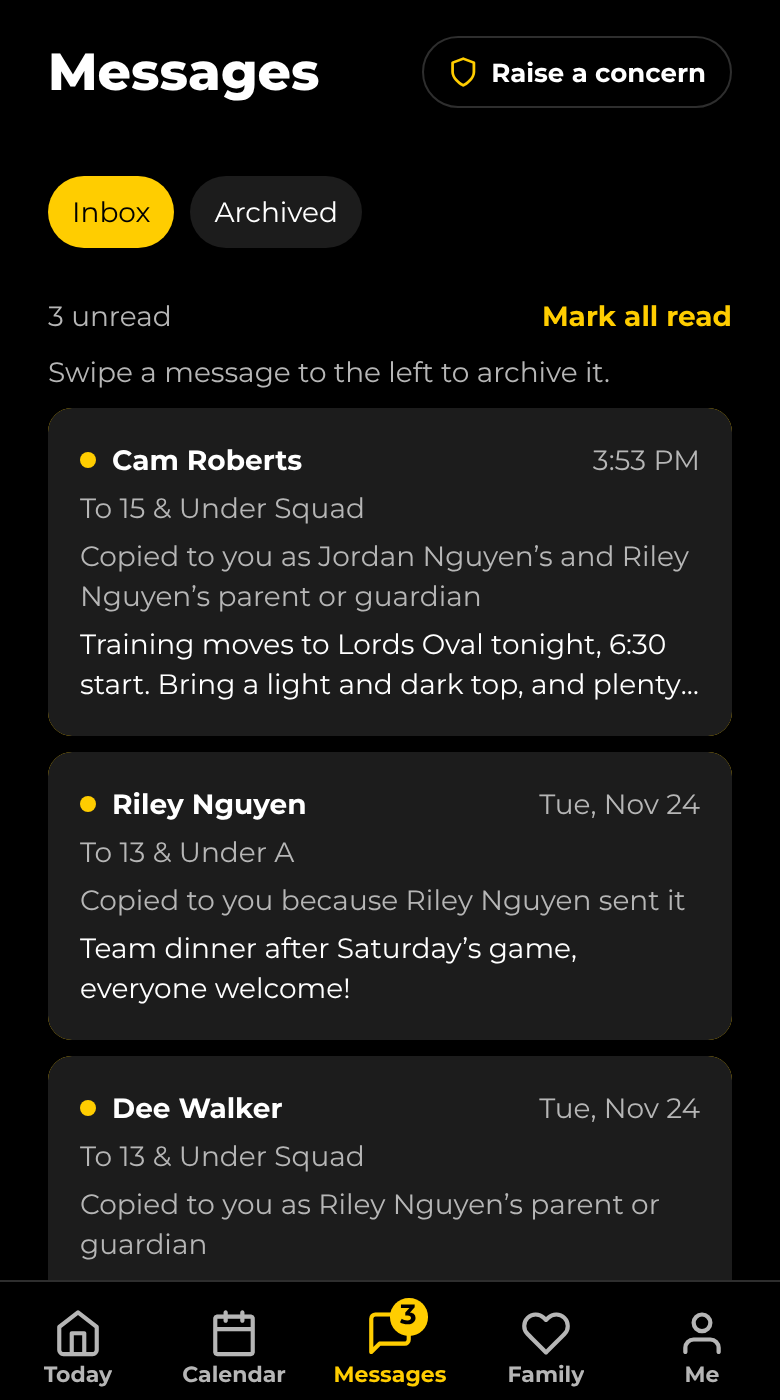 Messages
Raise a concern
Inbox
Archived
3 unread
Mark all read
Swipe a message to the left to archive it.
Cam Roberts
3:53 PM
To 15 & Under Squad
Copied to you as Jordan Nguyen’s and Riley
Nguyen’s parent or guardian
Training moves to Lords Oval tonight, 6:30
start. Bring a light and dark top, and plenty…
Riley Nguyen
Tue, Nov 24
To 13 & Under A
Copied to you because Riley Nguyen sent it
Team dinner after Saturday’s game,
everyone welcome!
Dee Walker
Tue, Nov 24
To 13 & Under Squad
Copied to you as Riley Nguyen’s parent or
guardian
3
Today
Calendar
Messages
Family
Me